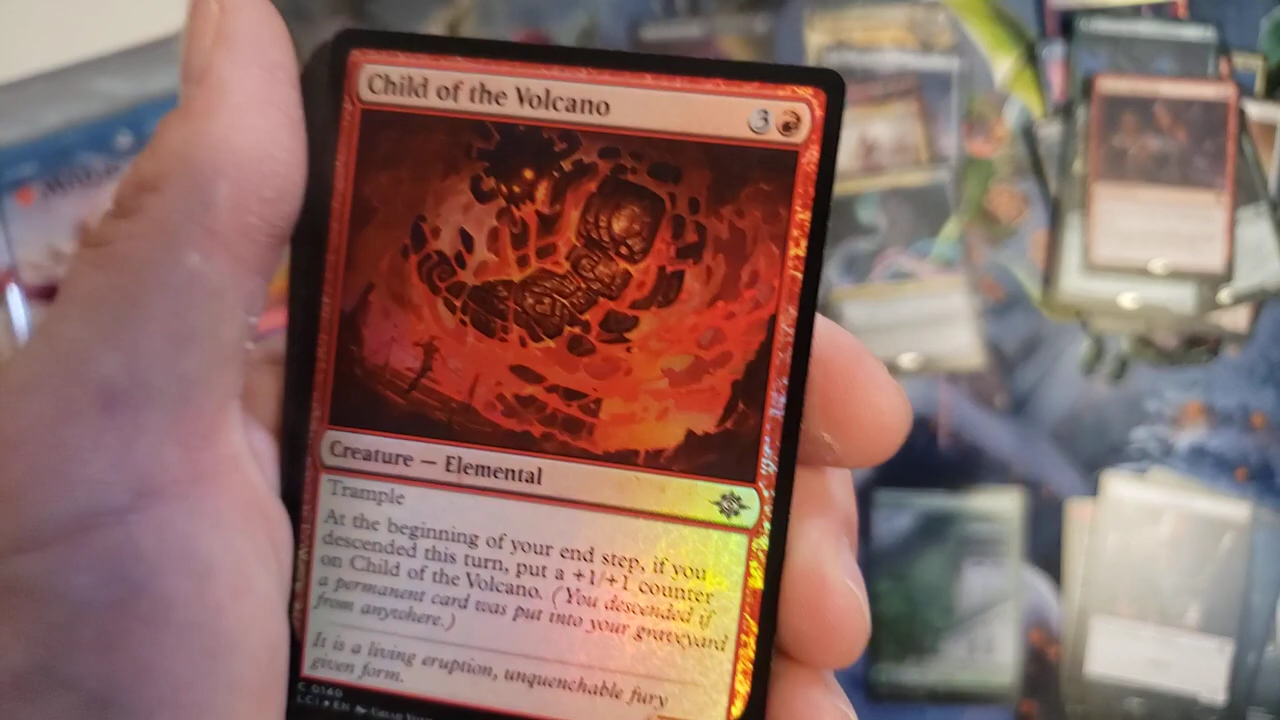 Child of the Volcano
3
Creature — Elemental
Trample
At the beginning of your end step, if you
descended this turn, put a +1/+1 counter
on Child of the Volcano. (You descended if
a permanent card was put into your graveyard
from anywhere.)
It is a living eruption, unquenchable fury
given form.
C 0140
LCI ★ EN